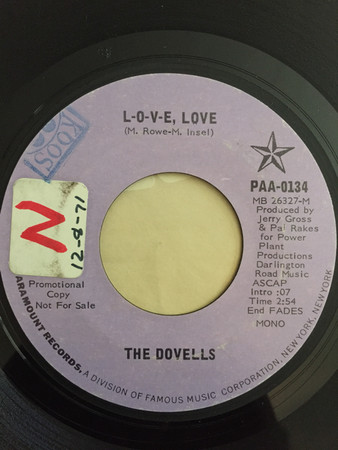 L-O-V-E, LOVE
(M. Rowe-M. Insel)
KOOS
N
12-8-71
Promotional
Copy
Not For Sale
PAA-0134
MB 26327-M
Produced by
Jerry Gross
& Pal Rakes
for Power
Plant
Productions
Darlington
Road Music
ASCAP
Intro :07
Time 2:54
End FADES
MONO
THE DOVELLS
PARAMOUNT RECORDS, A DIVISION OF FAMOUS MUSIC CORPORATION, NEW YORK, NEW YORK